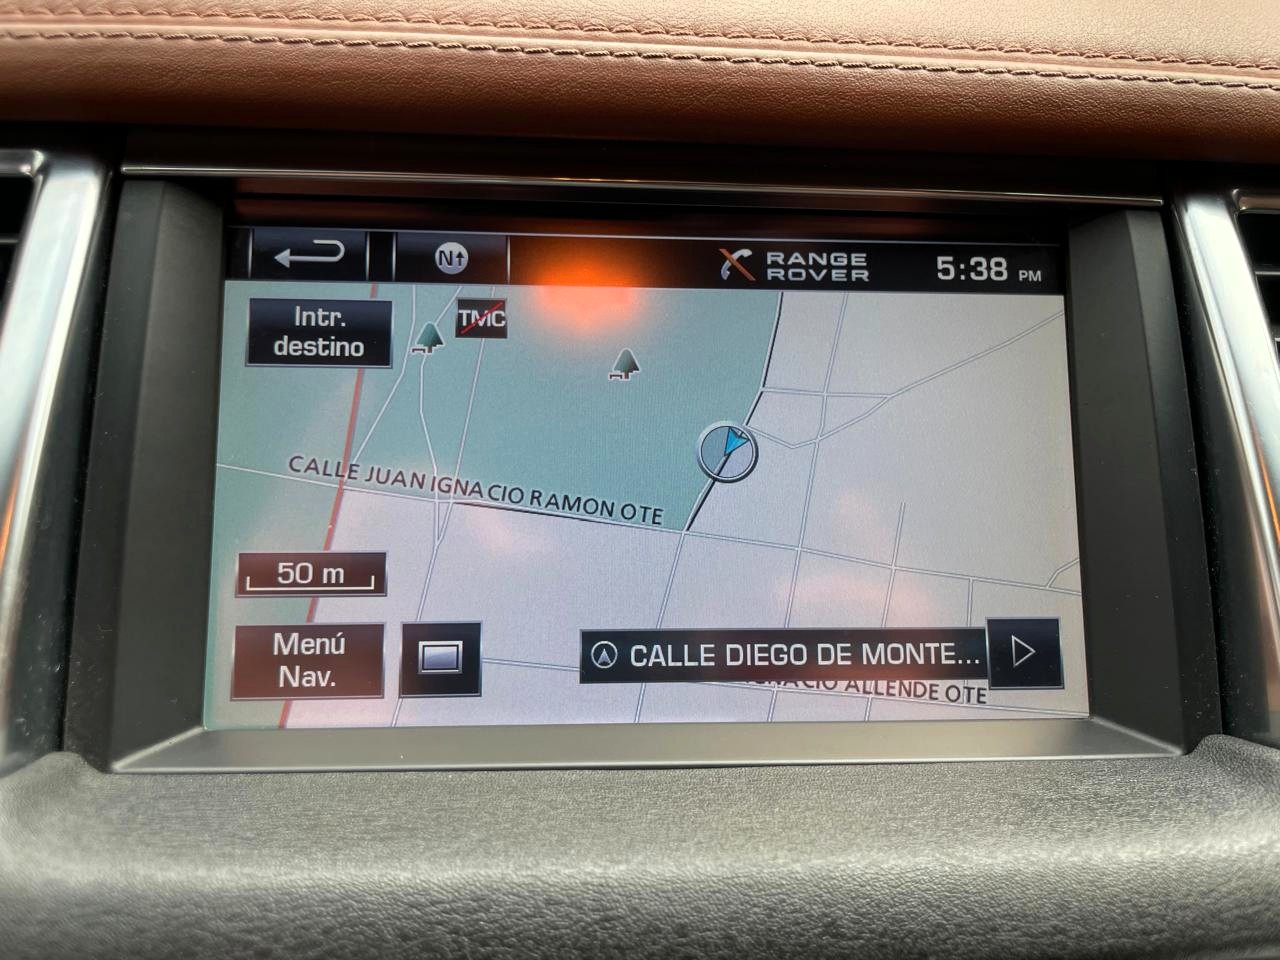 N
RANGE
ROVER
5:38 PM
Intr.
destino
TMC
CALLE JUAN IGNACIO RAMON OTE
50 m
Menú
Nav.
CALLE DIEGO DE MONTE...
ALLENDE OTE